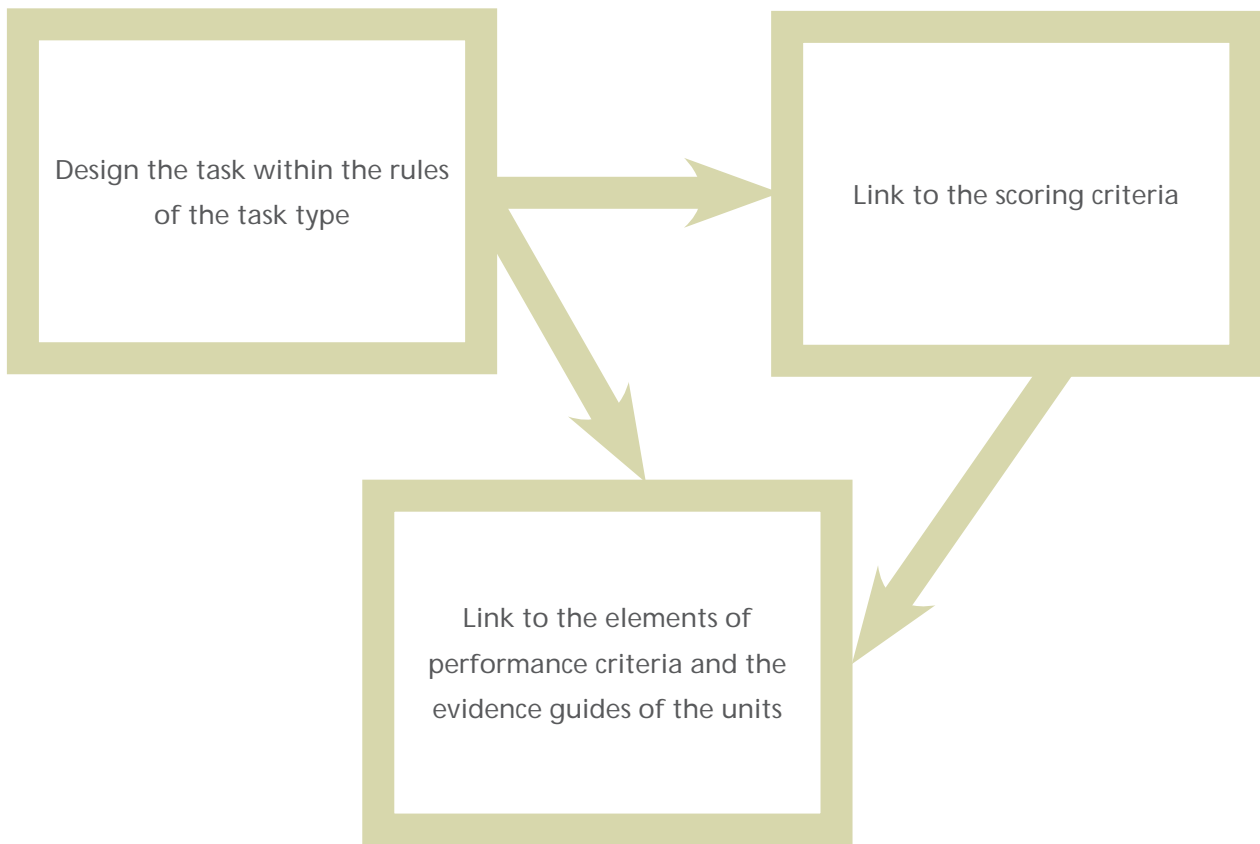 Design the task within the rules
of the task type
Link to the scoring criteria
Link to the elements of
performance criteria and the
evidence guides of the units